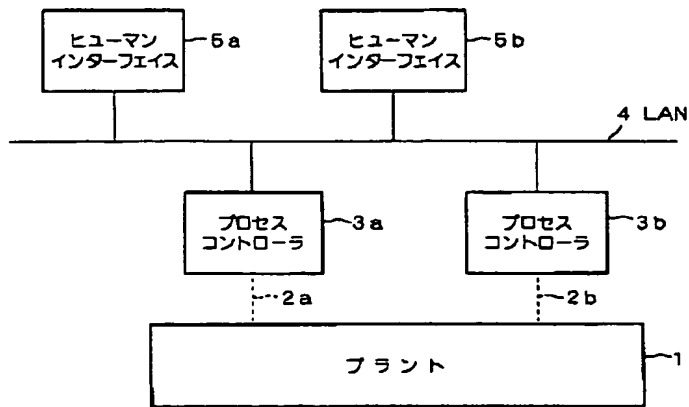 ヒューマン
インターフェイス
5a
ヒューマン
インターフェイス
5b
4 LAN
プロセス
コントローラ
3a
プロセス
コントローラ
3b
2a
2b
プラント
1